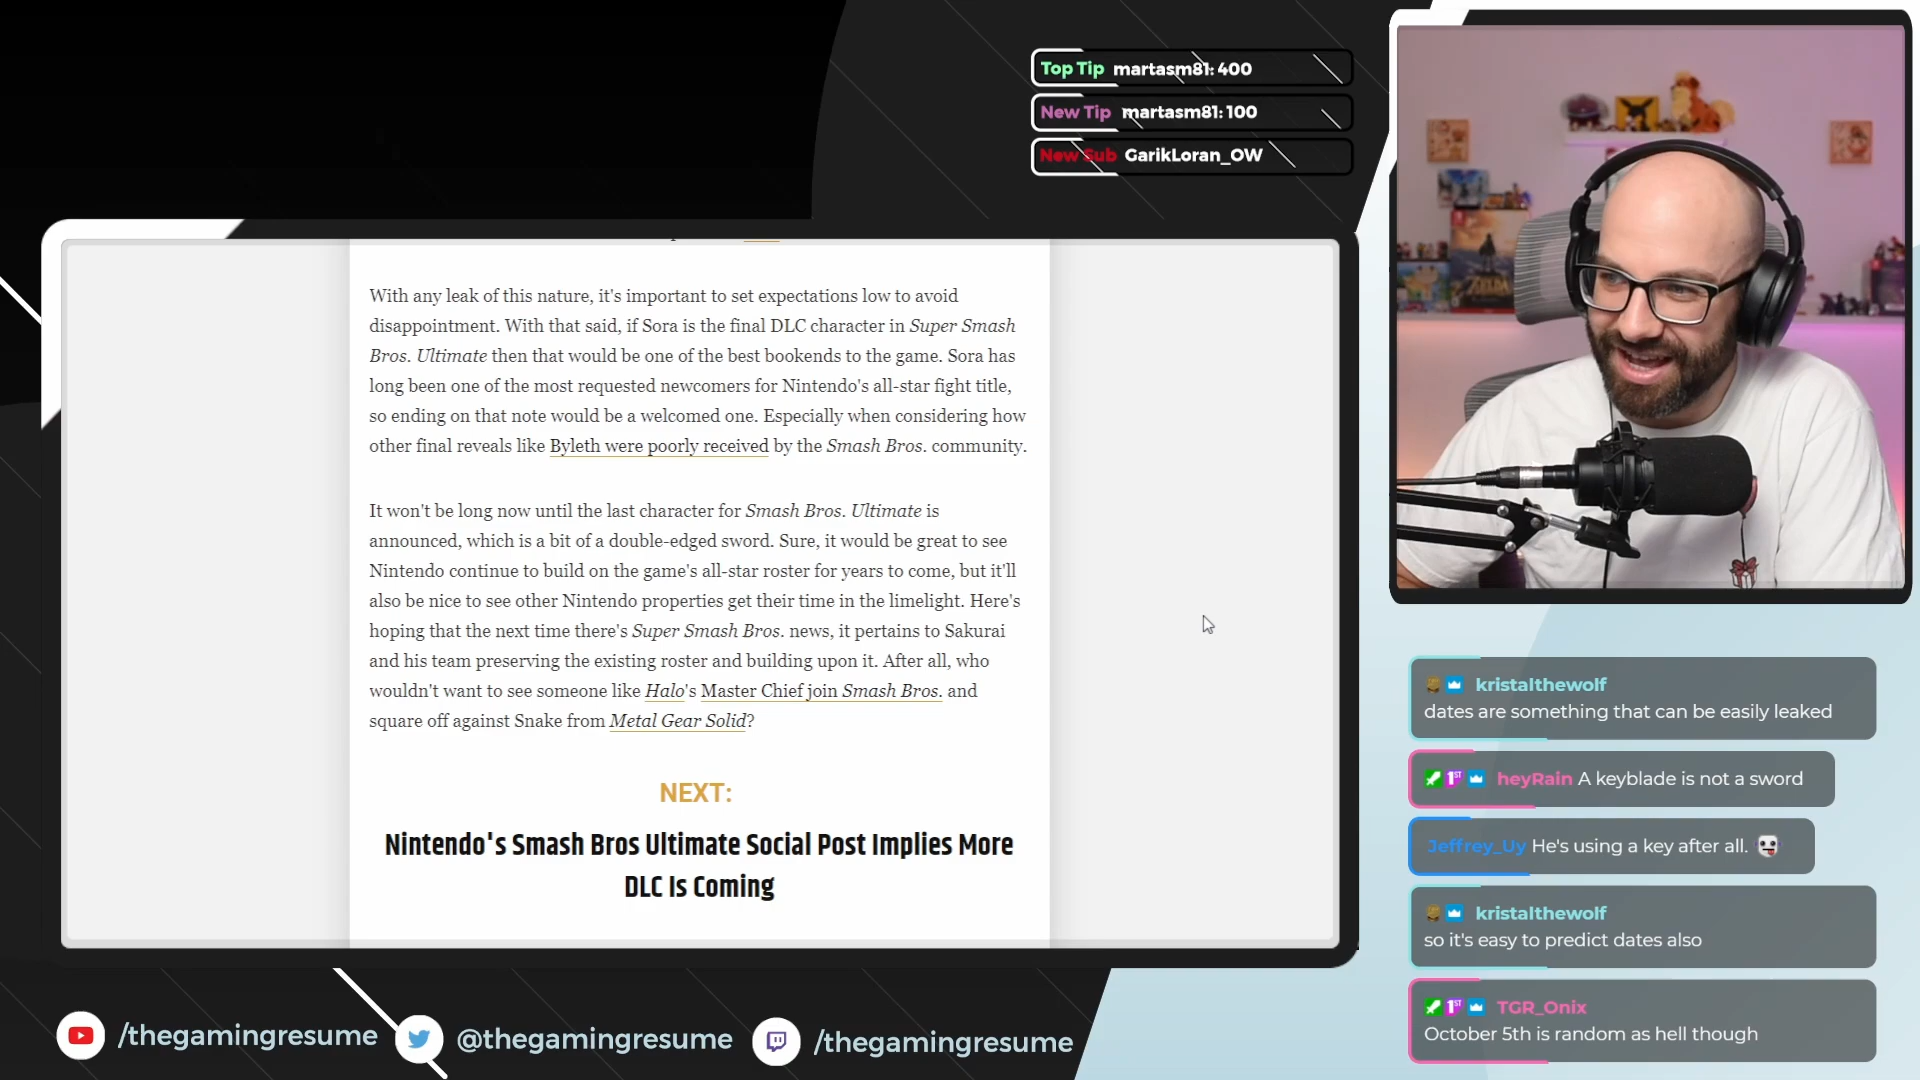 Top Tip martasm81: 400
New Tip martasm81: 100
New Sub GarikLoran_OW
With any leak of this nature, it's important to set expectations low to avoid
disappointment. With that said, if Sora is the final DLC character in Super Smash
Bros. Ultimate then that would be one of the best bookends to the game. Sora has
long been one of the most requested newcomers for Nintendo's all-star fight title,
so ending on that note would be a welcomed one. Especially when considering how
other final reveals like Byleth were poorly received by the Smash Bros. community.
It won't be long now until the last character for Smash Bros. Ultimate is
announced, which is a bit of a double-edged sword. Sure, it would be great to see
Nintendo continue to build on the game's all-star roster for years to come, but it'll
also be nice to see other Nintendo properties get their time in the limelight. Here's
hoping that the next time there's Super Smash Bros. news, it pertains to Sakurai
and his team preserving the existing roster and building upon it. After all, who
wouldn't want to see someone like Halo's Master Chief join Smash Bros. and
square off against Snake from Metal Gear Solid?
NEXT:
Nintendo's Smash Bros Ultimate Social Post Implies More
DLC Is Coming
kristalthewolf
dates are something that can be easily leaked
1ST heyRain A keyblade is not a sword
Jeffrey_Uy He's using a key after all.
kristalthewolf
so it's easy to predict dates also
1ST TGR_Onix
October 5th is random as hell though
/thegamingresume
@thegamingresume
/thegamingresume
ZELDA